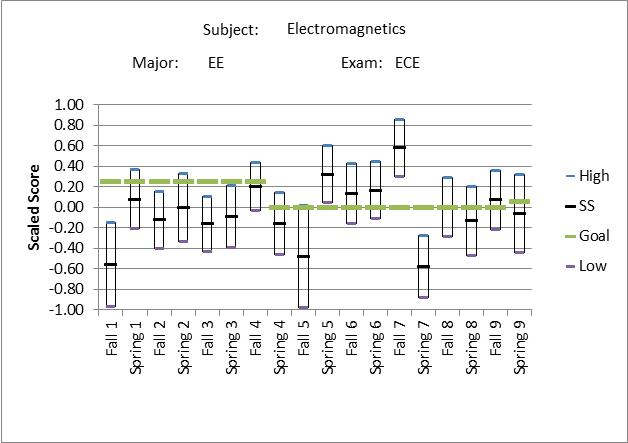 Subject: Electromagnetics
Major: EE Exam: ECE
Scaled Score
1.00
0.80
0.60
0.40
0.20
0.00
-0.20
-0.40
-0.60
-0.80
-1.00
Fall 1
Spring 1
Fall 2
Spring 2
Fall 3
Spring 3
Fall 4
Spring 4
Fall 5
Spring 5
Fall 6
Spring 6
Fall 7
Spring 7
Fall 8
Spring 8
Fall 9
Spring 9
High
SS
Goal
Low